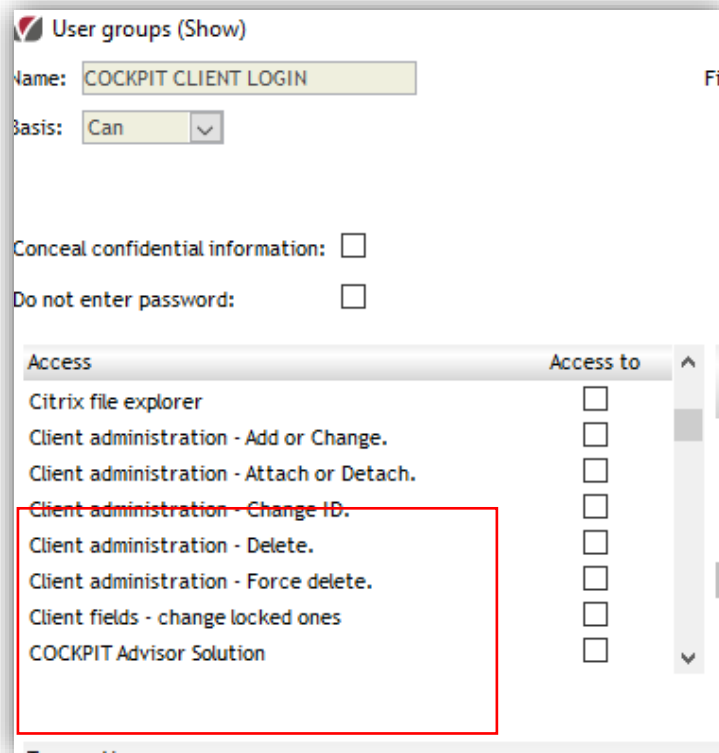 User groups (Show)
Name: COCKPIT CLIENT LOGIN
Basis: Can
Conceal confidential information:
Do not enter password:
Access Access to
Citrix file explorer
Client administration - Add or Change.
Client administration - Attach or Detach.
Client administration - Change ID.
Client administration - Delete.
Client administration - Force delete.
Client fields - change locked ones
COCKPIT Advisor Solution